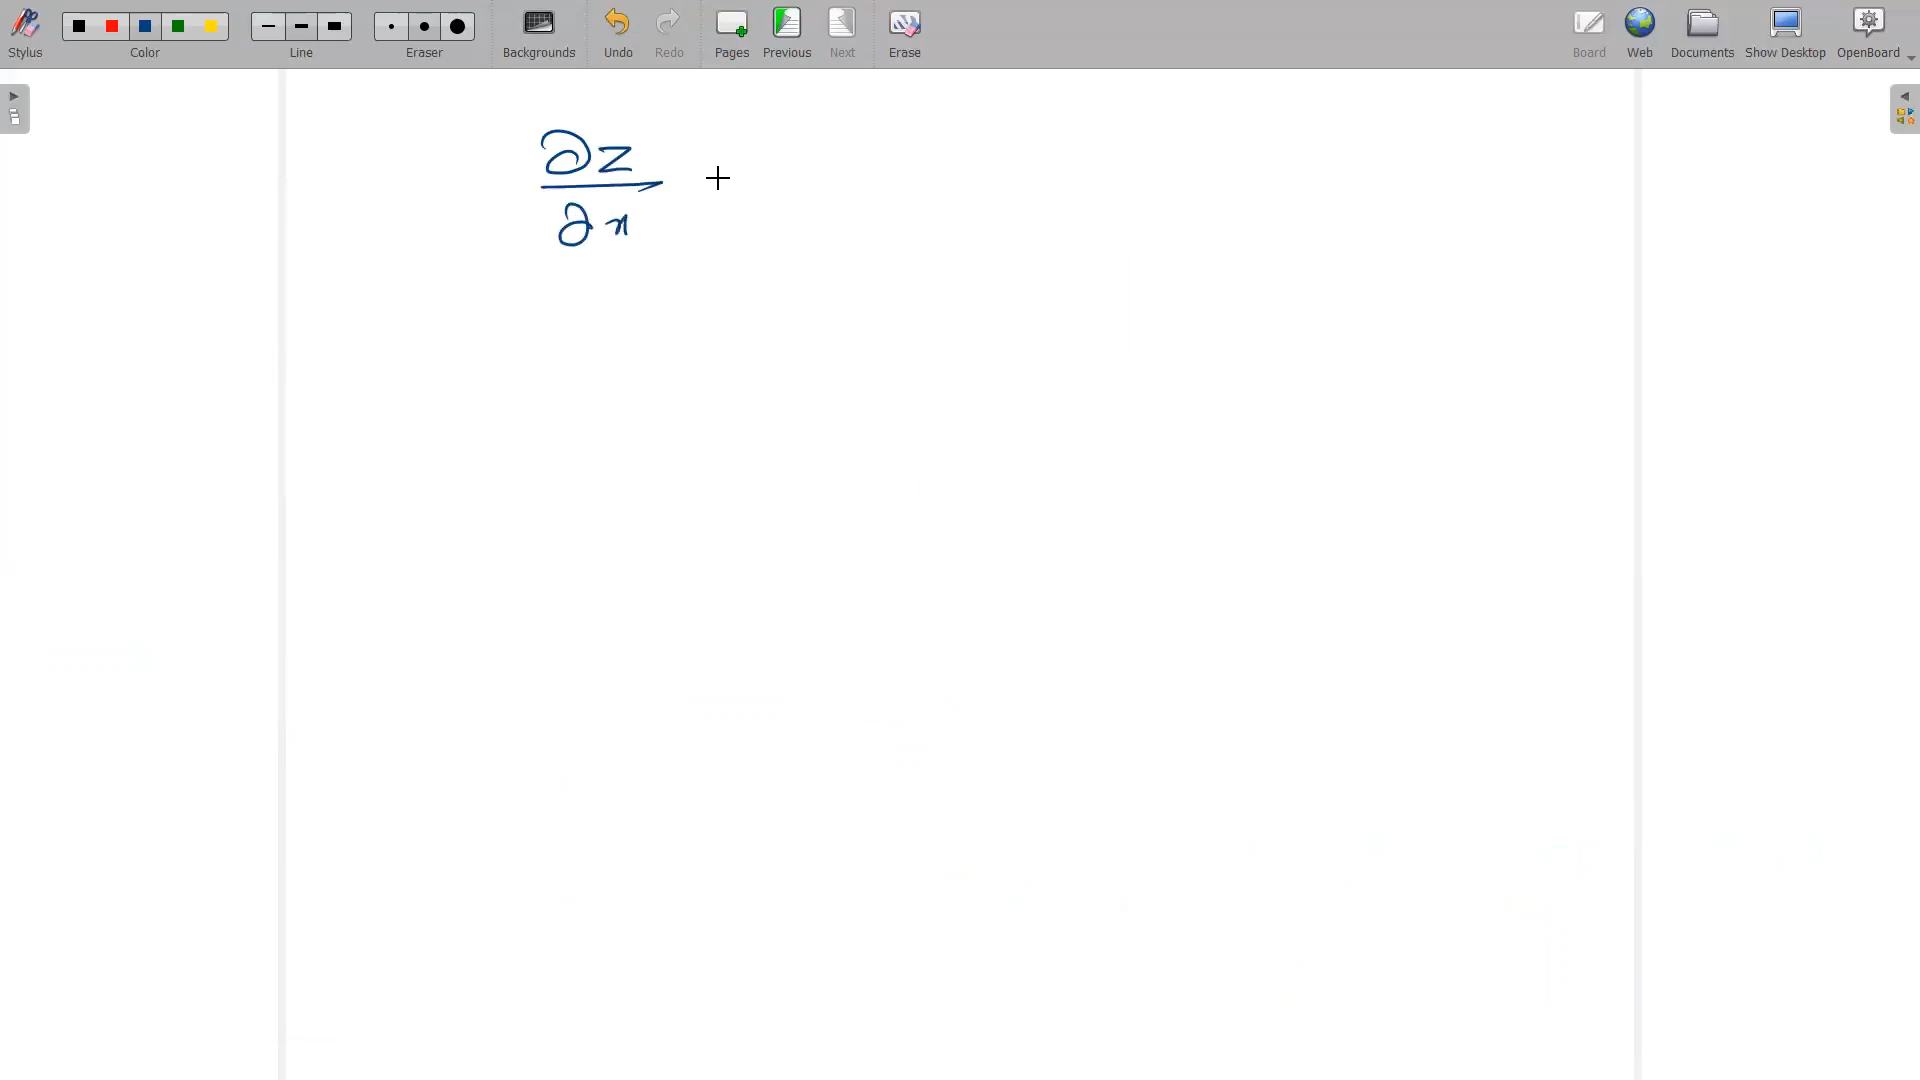 Stylus Color Line Eraser Backgrounds Undo Redo Pages Previous Next Erase Board Web Documents Show Desktop OpenBoard
∂z
∂x